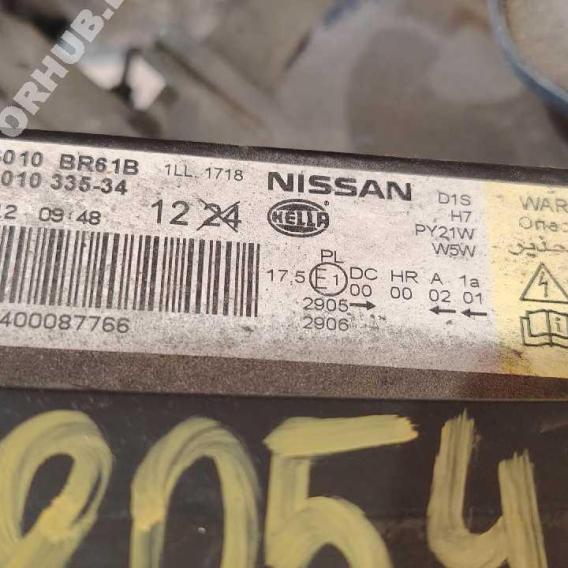 ORHUB.
010 BR61B 1LL. 1718 NISSAN
010 335-34
12 09:48 12 24 HELLA
D1S
H7
PY21W
W5W
WAR
PL
17,5 E1 DC HR A 1a
00 00 02 01
2905
2906
400087766
8054